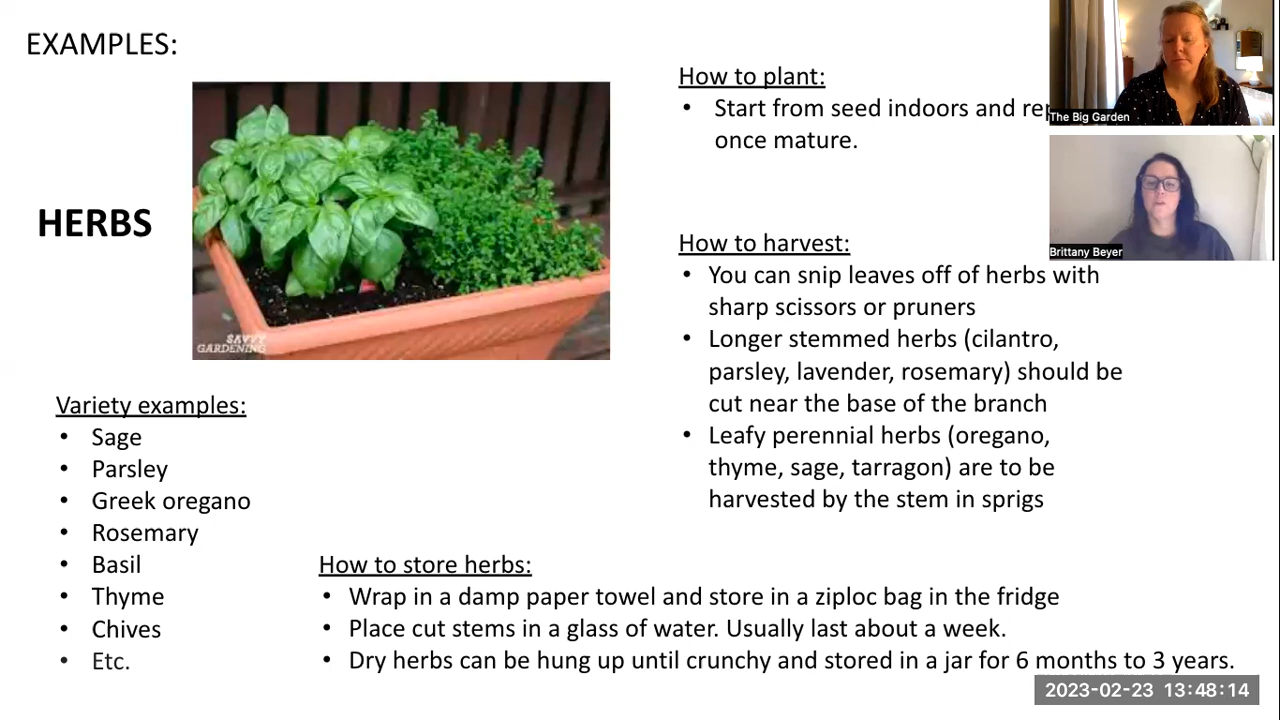 EXAMPLES:
HERBS
SAVVY
GARDENING
Variety examples:
• Sage
• Parsley
• Greek oregano
• Rosemary
• Basil
• Thyme
• Chives
• Etc.
How to plant:
• Start from seed indoors and
once mature.
How to harvest:
• You can snip leaves off of herbs with
sharp scissors or pruners
• Longer stemmed herbs (cilantro,
parsley, lavender, rosemary) should be
cut near the base of the branch
• Leafy perennial herbs (oregano,
thyme, sage, tarragon) are to be
harvested by the stem in sprigs
How to store herbs:
• Wrap in a damp paper towel and store in a ziploc bag in the fridge
• Place cut stems in a glass of water. Usually last about a week.
• Dry herbs can be hung up until crunchy and stored in a jar for 6 months to 3 years.
The Big Garden
Brittany Beyer
2023-02-23 13:48:14